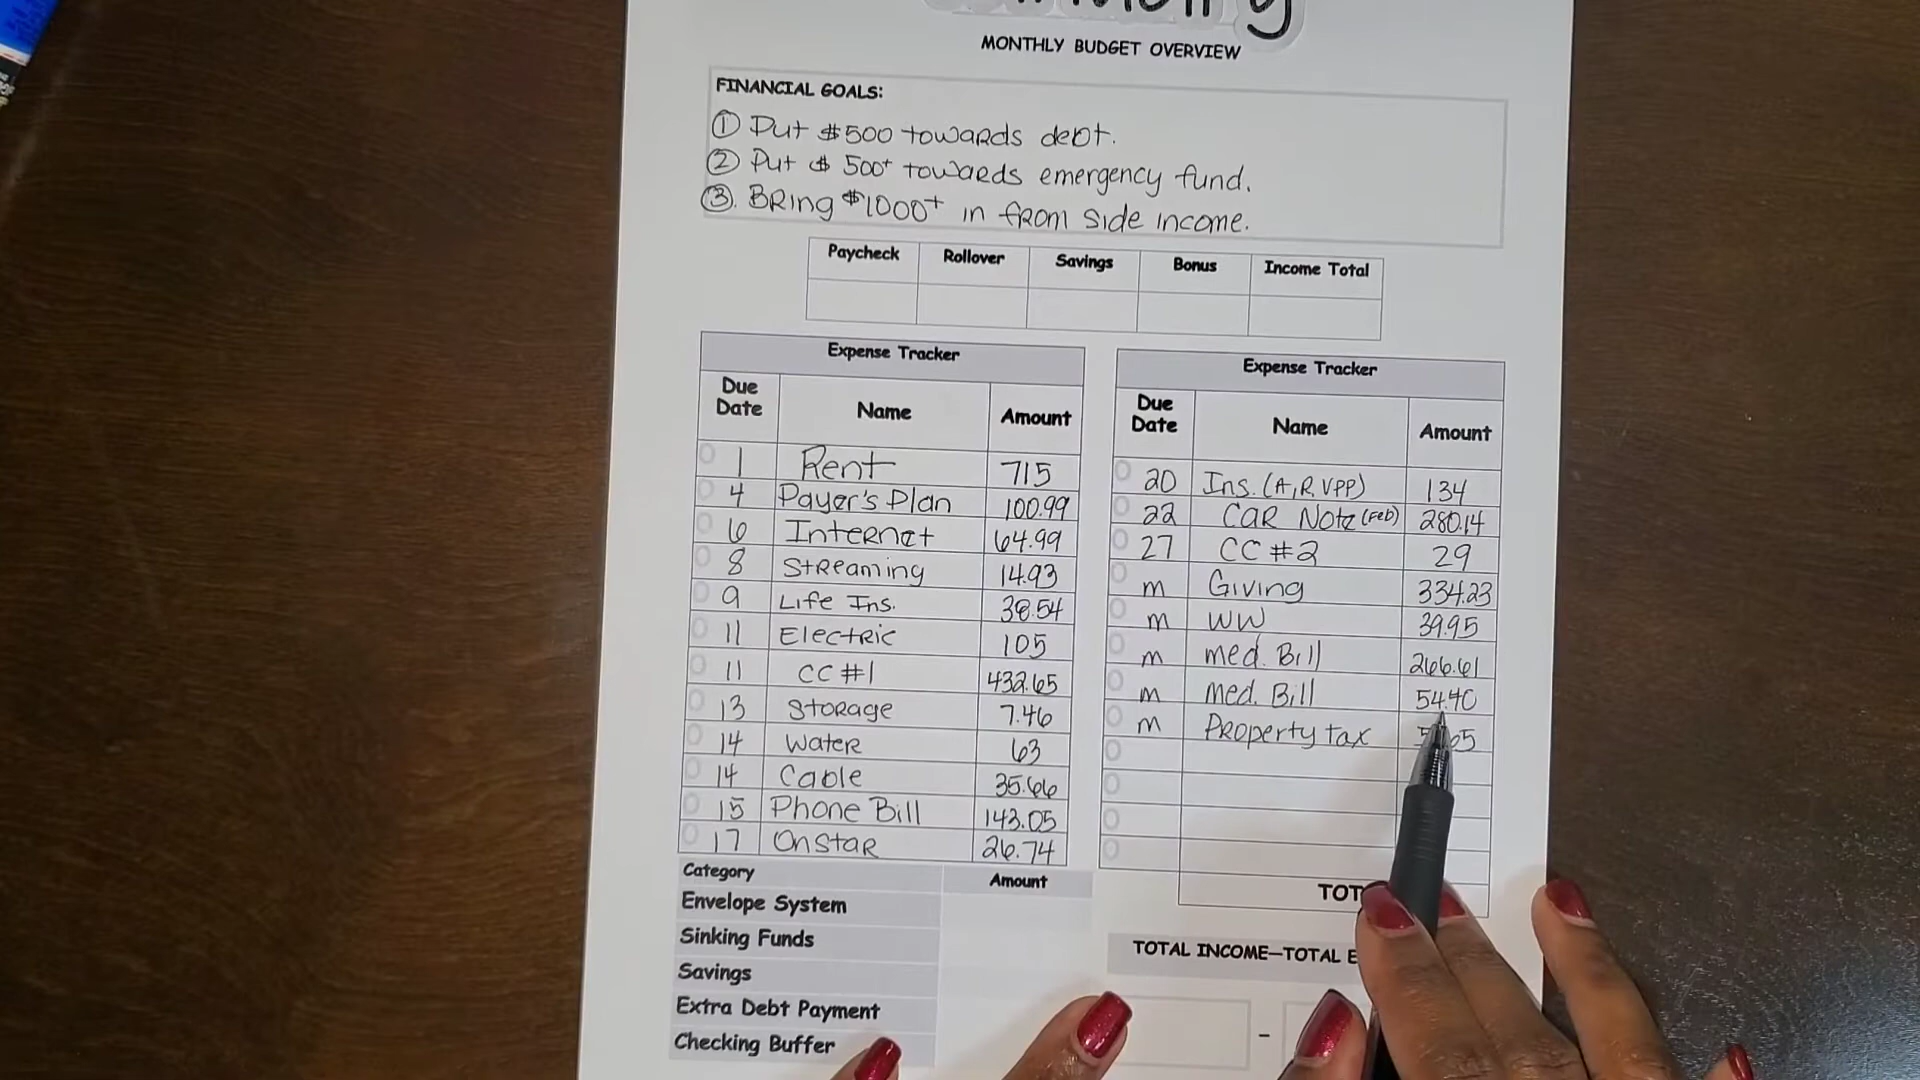 MONTHLY BUDGET OVERVIEW
FINANCIAL GOALS:
① Put $500 towards debt.
② Put $ 500+ towards emergency fund.
③. Bring $1000+ in from side income.
Paycheck Rollover Savings Bonus Income Total
Expense Tracker
Due Date Name Amount
1 Rent 715
4 Payer's Plan 100.99
6 Internet 64.99
8 Streaming 14.93
9 Life Ins. 38.54
11 Electric 105
11 CC #1 432.65
13 Storage 7.46
14 Water 63
14 Cable 35.66
15 Phone Bill 143.05
17 OnStar 26.74
Expense Tracker
Due Date Name Amount
20 Ins. (A,R,VPP) 134
22 Car Note (Feb) 280.14
27 CC #2 29
m Giving 334.23
m WW 39.95
m med. Bill 266.61
m med. Bill 54.40
m Property tax
Category Amount
Envelope System
Sinking Funds
Savings
Extra Debt Payment
Checking Buffer
TOTAL INCOME—TOTAL
-